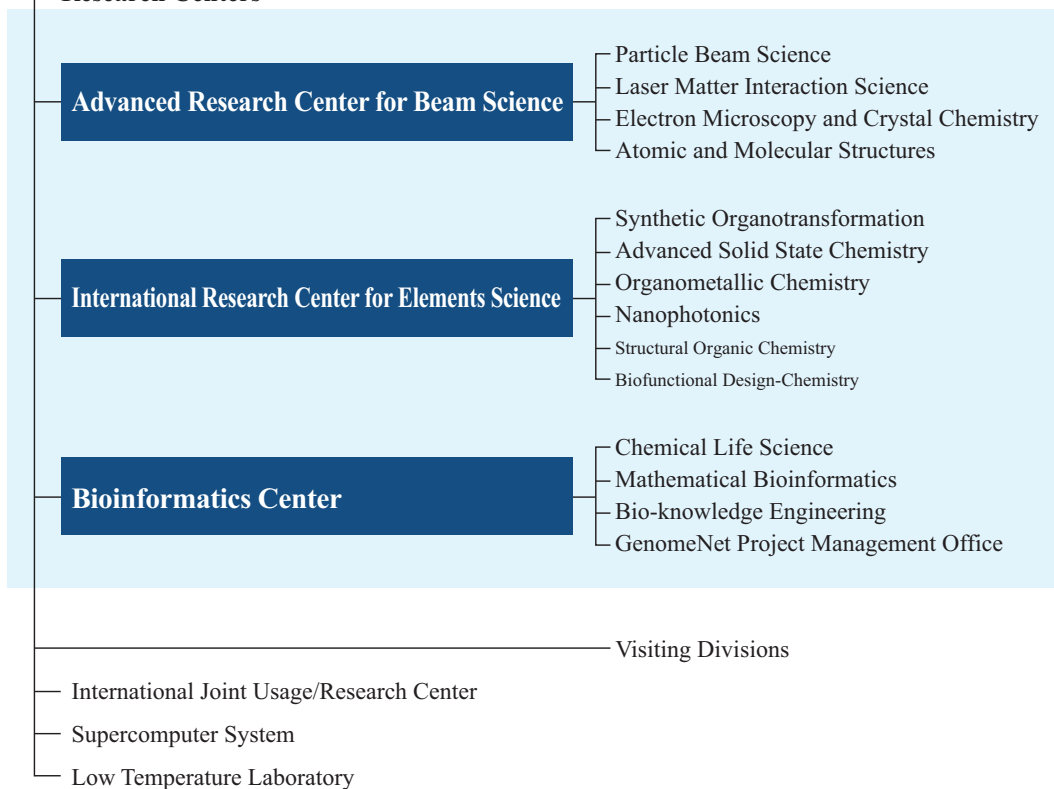 Research Centers
Advanced Research Center for Beam Science
Particle Beam Science
Laser Matter Interaction Science
Electron Microscopy and Crystal Chemistry
Atomic and Molecular Structures
International Research Center for Elements Science
Synthetic Organotransformation
Advanced Solid State Chemistry
Organometallic Chemistry
Nanophotonics
Structural Organic Chemistry
Biofunctional Design-Chemistry
Bioinformatics Center
Chemical Life Science
Mathematical Bioinformatics
Bio-knowledge Engineering
GenomeNet Project Management Office
Visiting Divisions
International Joint Usage/Research Center
Supercomputer System
Low Temperature Laboratory